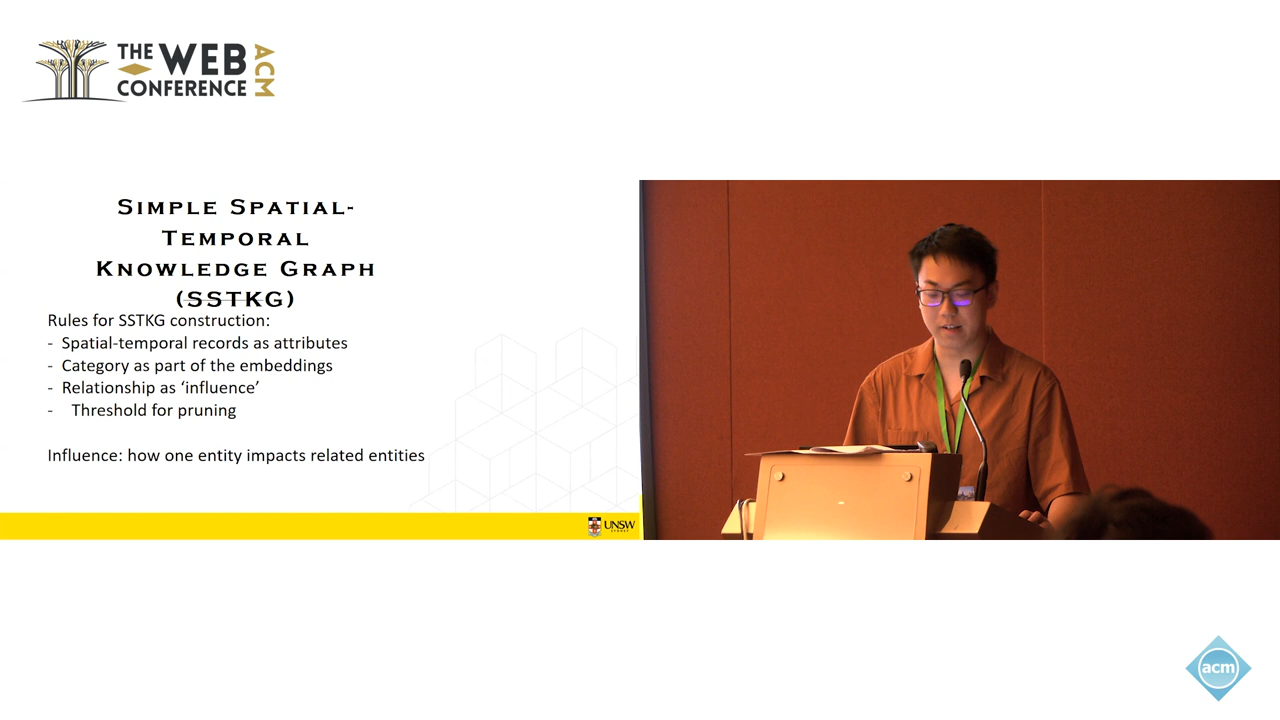 THE WEB
CONFERENCE
ACM
SIMPLE SPATIAL-
TEMPORAL
KNOWLEDGE GRAPH
(SSTKG)
Rules for SSTKG construction:
- Spatial-temporal records as attributes
- Category as part of the embeddings
- Relationship as ‘influence’
- Threshold for pruning
Influence: how one entity impacts related entities
UNSW
SYDNEY
acm